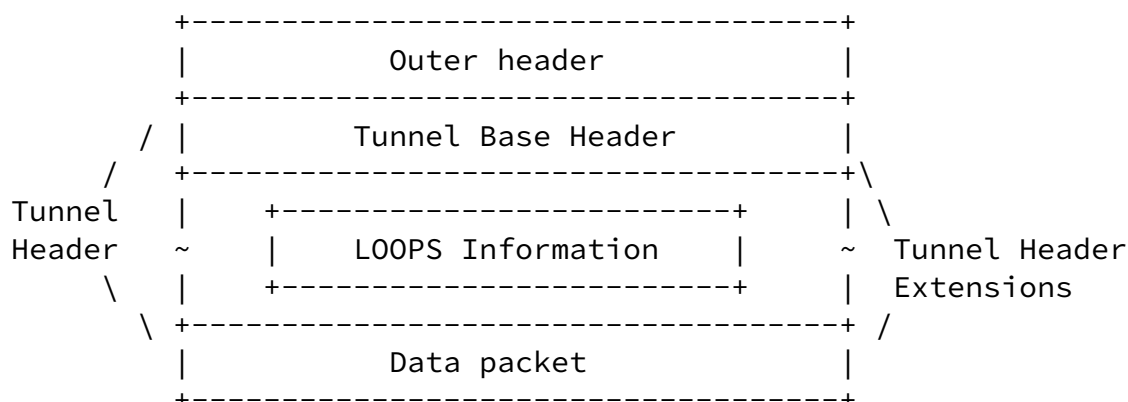 Outer header
Tunnel Base Header
Tunnel
Header
LOOPS Information
Tunnel Header
Extensions
Data packet